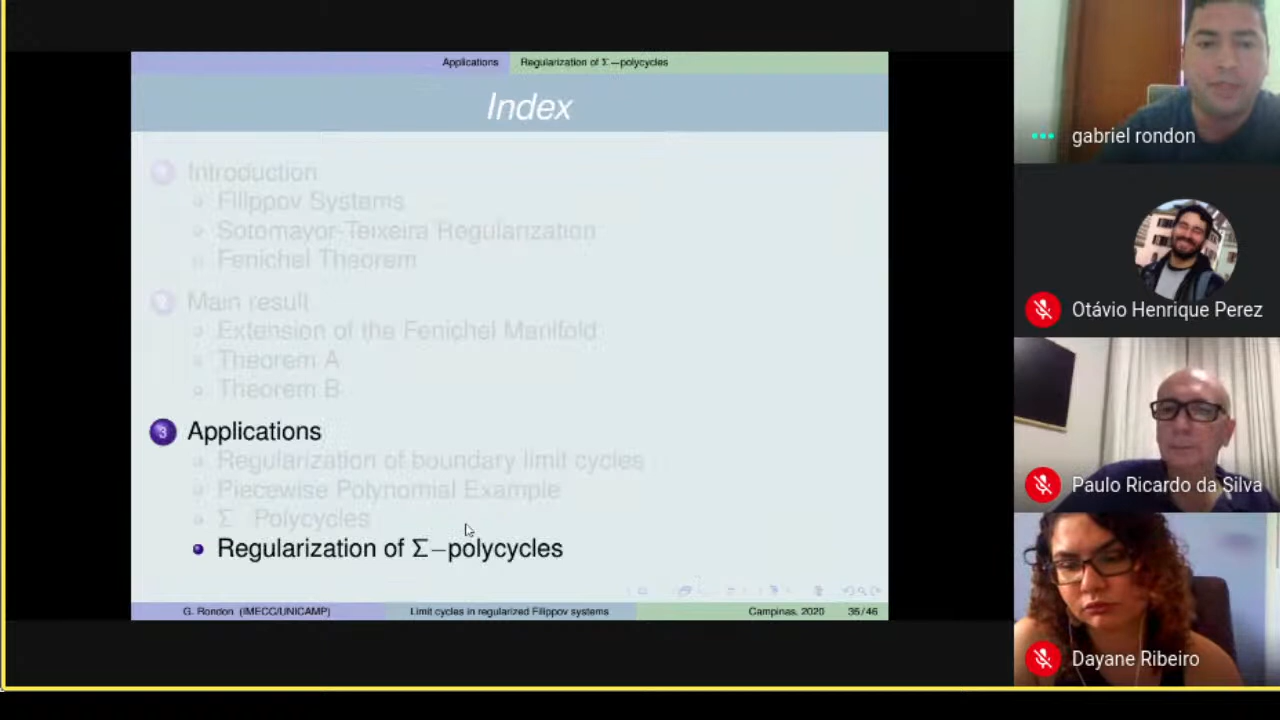 Applications
Regularization of Σ−polycycles
Index
1 Introduction
Filippov Systems
Sotomayor-Teixeira Regularization
Fenichel Theorem
2 Main result
Extension of the Fenichel Manifold
Theorem A
Theorem B
3 Applications
Regularization of boundary limit cycles
Piecewise Polynomial Example
Σ−Polycycles
Regularization of Σ−polycycles
G. Rondon (IMECC/UNICAMP)
Limit cycles in regularized Filippov systems
Campinas, 2020
35/46
gabriel rondon
Otávio Henrique Perez
Paulo Ricardo da Silva
Dayane Ribeiro